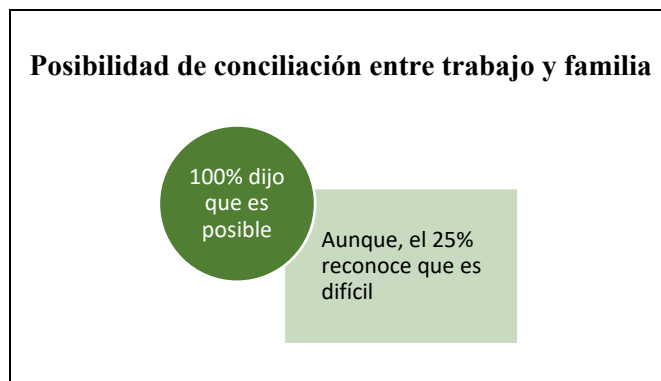 Posibilidad de conciliación entre trabajo y familia
100% dijo
que es
posible
Aunque, el 25%
reconoce que es
difícil